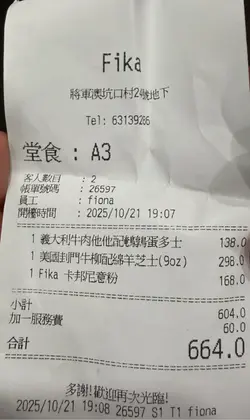 Fika
將軍澳坑口村2號地下
Tel: 63139286
堂食 : A3
客人數目 : 2
帳單號碼 : 26597
員工 : fiona
開檯時間 : 2025/10/21 19:07
1 義大利牛肉他他配鵪鶉蛋多士 138.0
1 美國封門牛柳配綿羊芝士(9oz) 298.0
1 Fika 卡邦尼意粉 168.0
小計 604.0
加一服務費 60.0
合計 664.0
多謝!歡迎再次光臨!
2025/10/21 19:08 26597 S1 T1 fiona